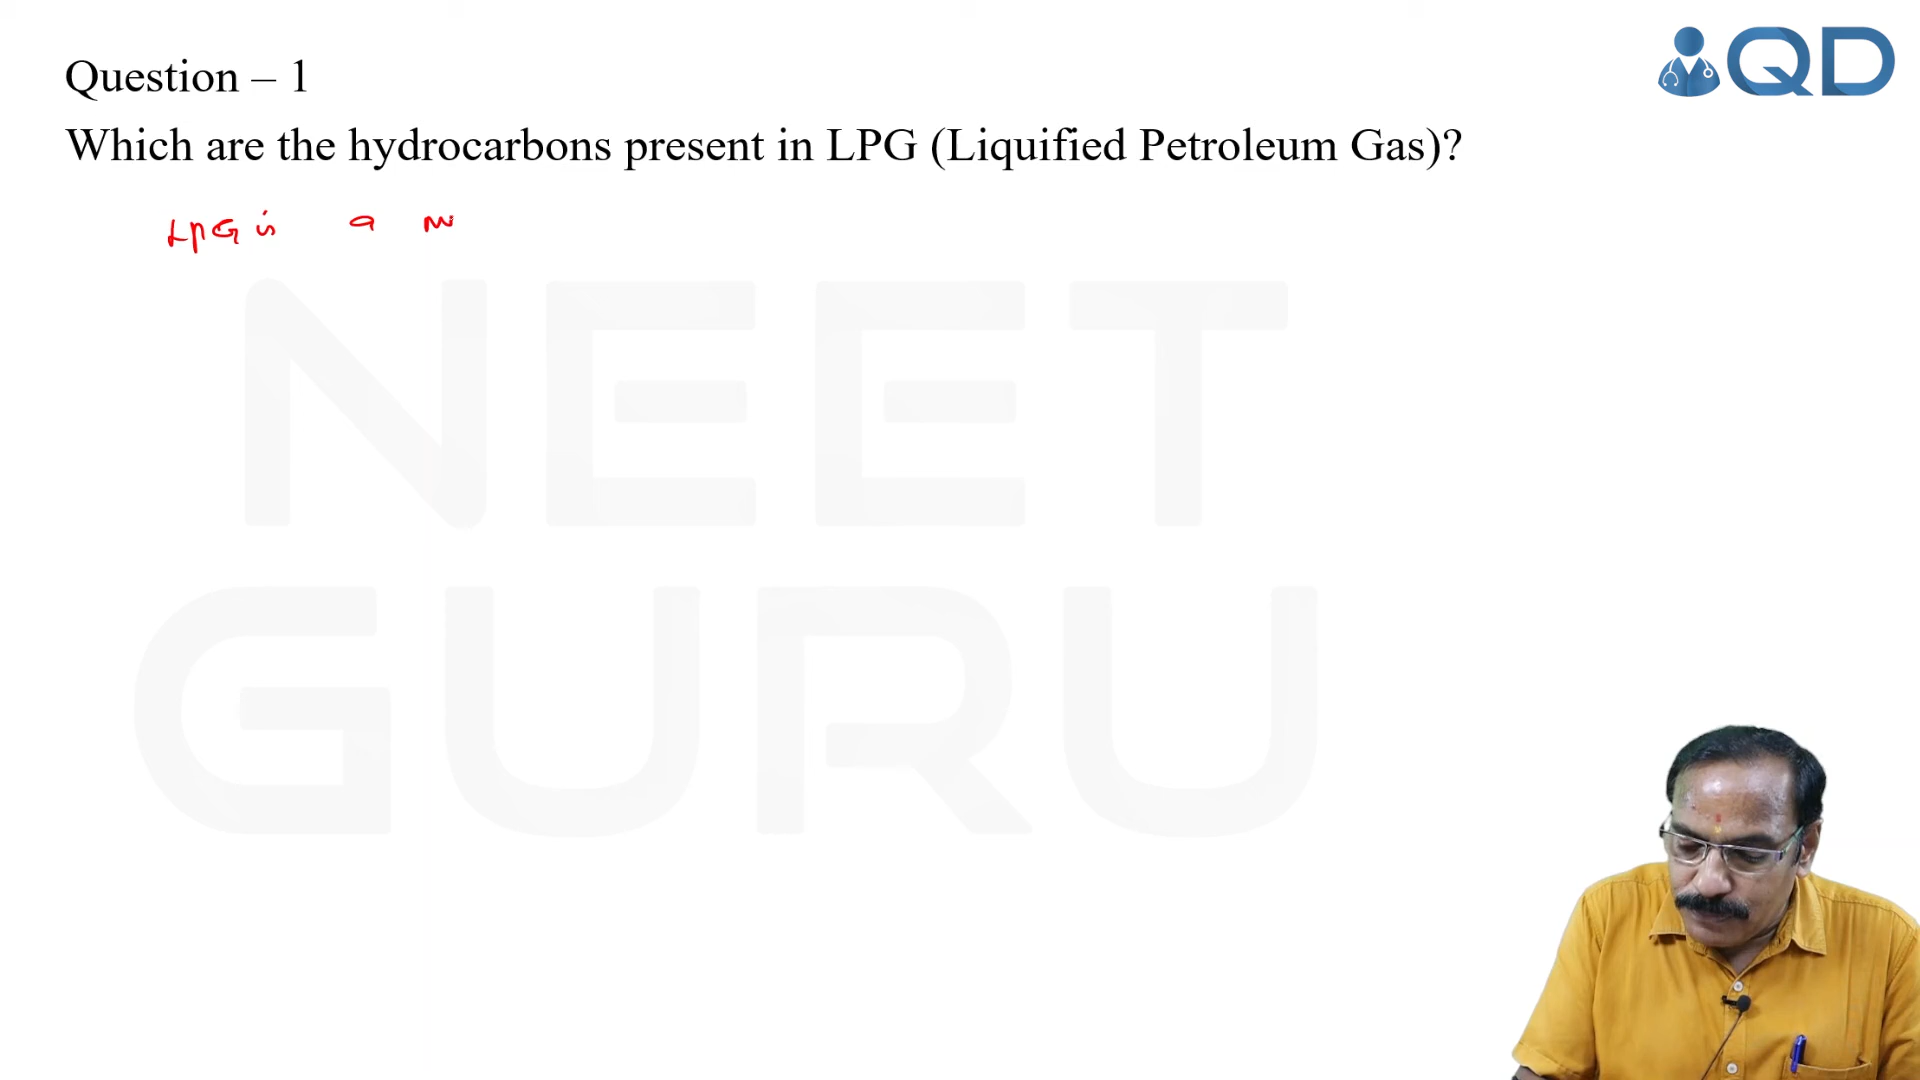 QD
Question – 1
Which are the hydrocarbons present in LPG (Liquified Petroleum Gas)?
LPG is a m
NEET
GURU